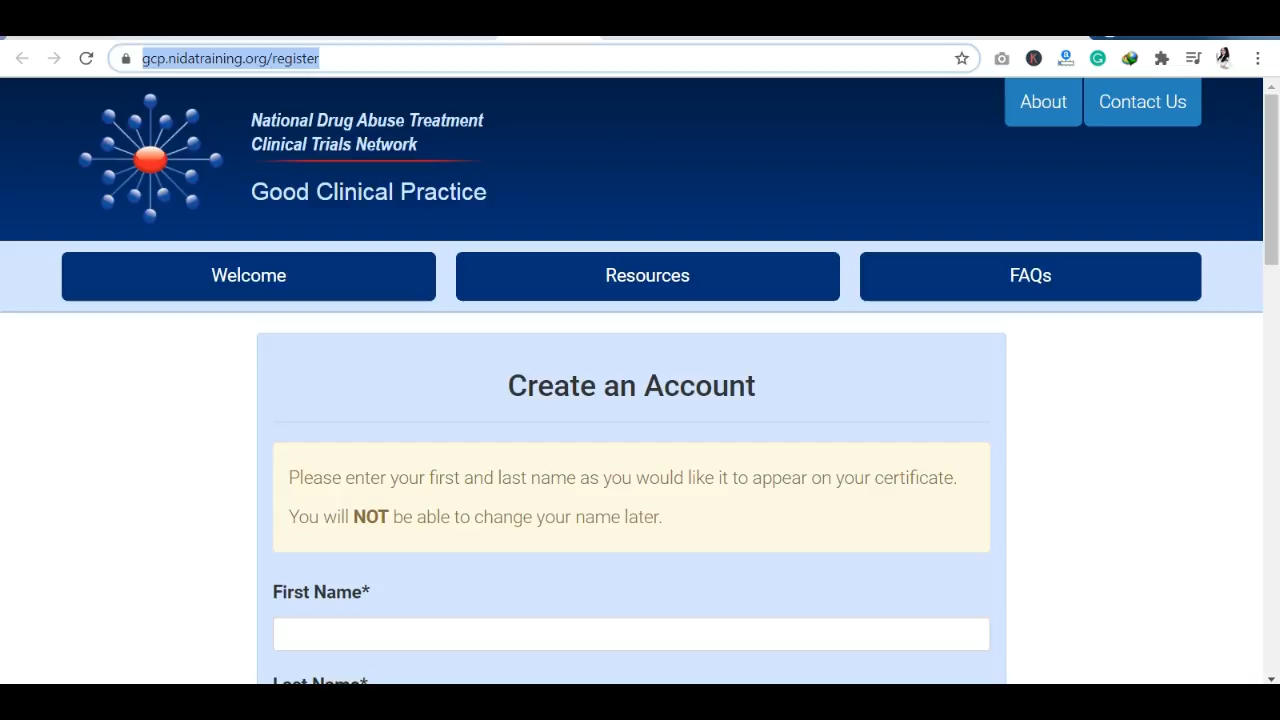 gcp.nidatraining.org/register
About
Contact Us
National Drug Abuse Treatment
Clinical Trials Network
Good Clinical Practice
Welcome
Resources
FAQs
Create an Account
Please enter your first and last name as you would like it to appear on your certificate.
You will NOT be able to change your name later.
First Name*
Last Name*